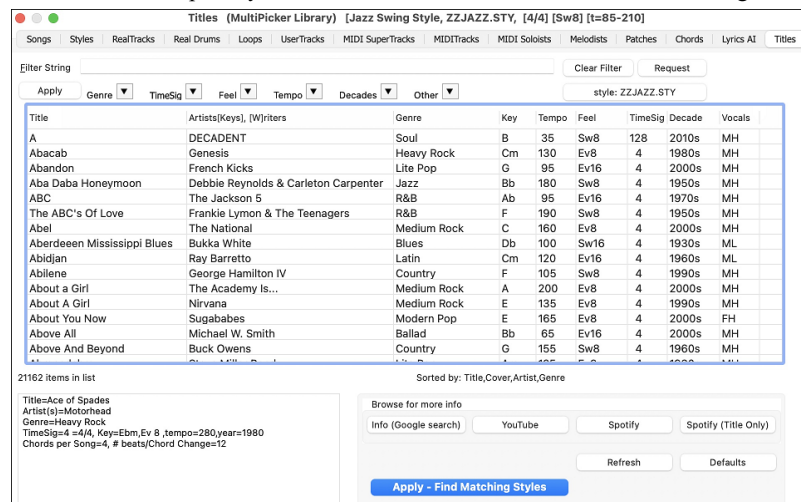 Titles (MultiPicker Library) [Jazz Swing Style, ZZJAZZ.STY, [4/4] [Sw8] [t=85-210]
Songs Styles RealTracks Real Drums Loops UserTracks MIDI SuperTracks MIDITracks MIDI Soloists Melodists Patches Chords Lyrics AI Titles
Filter String Clear Filter Request
Apply Genre TimeSig Feel Tempo Decades Other style: ZZJAZZ.STY
Title Artists[Keys], [W]riters Genre Key Tempo Feel TimeSig Decade Vocals
A DECADENT Soul B 35 Sw8 128 2010s MH
Abacab Genesis Heavy Rock Cm 130 Ev8 4 1980s MH
Abandon French Kicks Lite Pop G 95 Ev16 4 2000s MH
Aba Daba Honeymoon Debbie Reynolds & Carleton Carpenter Jazz Bb 180 Sw8 4 1950s MH
ABC The Jackson 5 R&B Ab 95 Ev16 4 1970s MH
The ABC's Of Love Frankie Lymon & The Teenagers R&B F 190 Sw8 4 1950s MH
Abel The National Medium Rock C 160 Ev8 4 2000s MH
Aberdeeen Mississippi Blues Bukka White Blues Db 100 Sw16 4 1930s ML
Abidjan Ray Barretto Latin Cm 120 Ev16 4 1960s ML
Abilene George Hamilton IV Country F 105 Sw8 4 1990s MH
About a Girl The Academy Is... Medium Rock A 200 Ev8 4 2000s MH
About A Girl Nirvana Medium Rock E 135 Ev8 4 1990s MH
About You Now Sugababes Modern Pop E 165 Ev8 4 2000s FH
Above All Michael W. Smith Ballad Bb 65 Ev16 4 2000s MH
Above And Beyond Buck Owens Country G 155 Sw8 4 1960s MH
21162 items in list Sorted by: Title,Cover,Artist,Genre
Title=Ace of Spades
Artist(s)=Motorhead
Genre=Heavy Rock
TimeSig=4 =4/4, Key=Ebm,Ev 8 ,tempo=280,year=1980
Chords per Song=4, # beats/Chord Change=12
Browse for more info
Info (Google search) YouTube Spotify Spotify (Title Only)
Refresh Defaults
Apply - Find Matching Styles